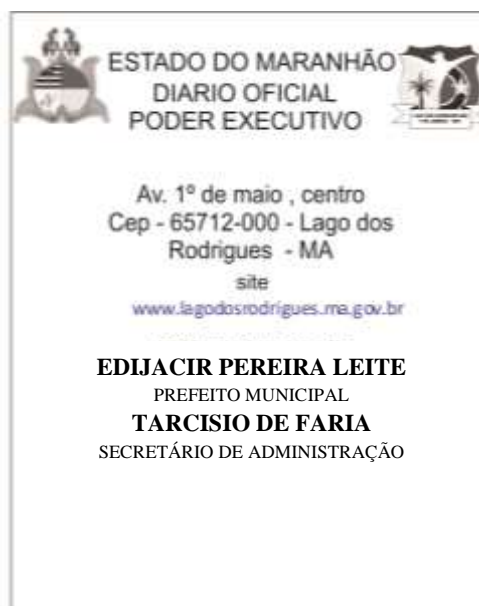 ESTADO DO MARANHÃO
DIARIO OFICIAL
PODER EXECUTIVO
Av. 1º de maio , centro
Cep - 65712-000 - Lago dos
Rodrigues - MA
site
www.lagodosrodrigues.ma.gov.br
EDIJACIR PEREIRA LEITE
PREFEITO MUNICIPAL
TARCISIO DE FARIA
SECRETÁRIO DE ADMINISTRAÇÃO